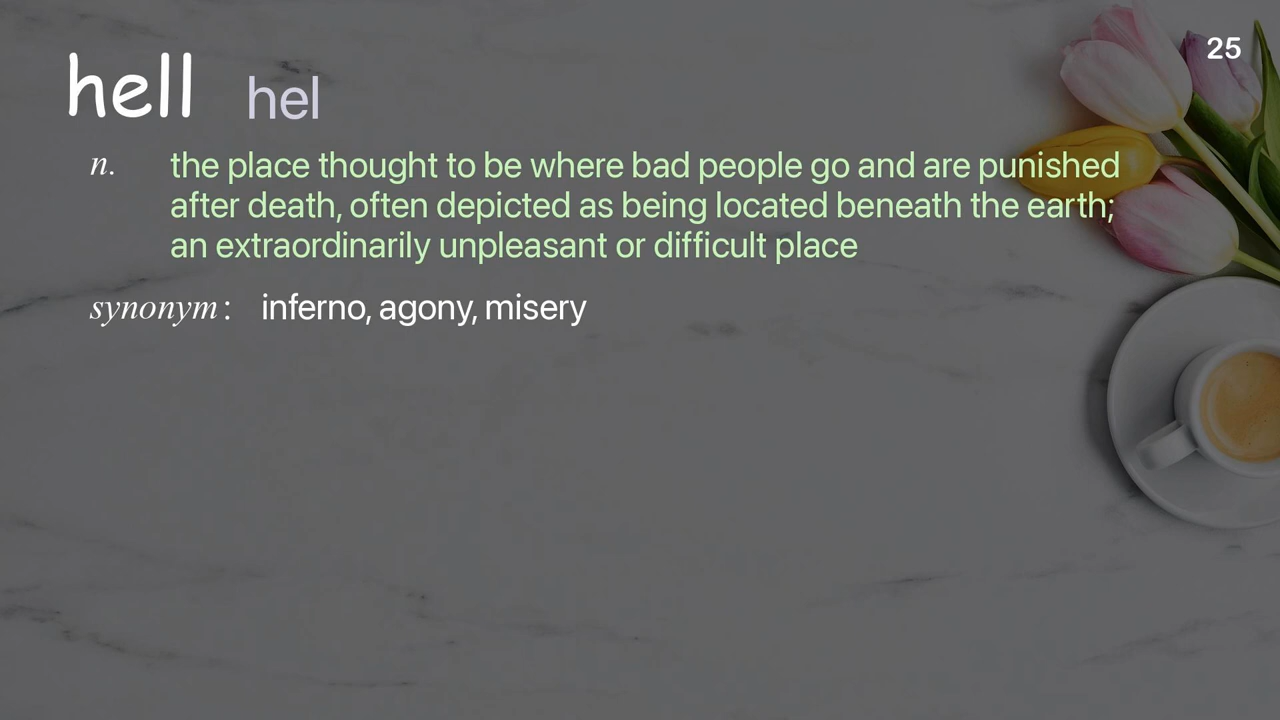 25
hell hel
n. the place thought to be where bad people go and are punished
after death, often depicted as being located beneath the earth;
an extraordinarily unpleasant or difficult place
synonym: inferno, agony, misery